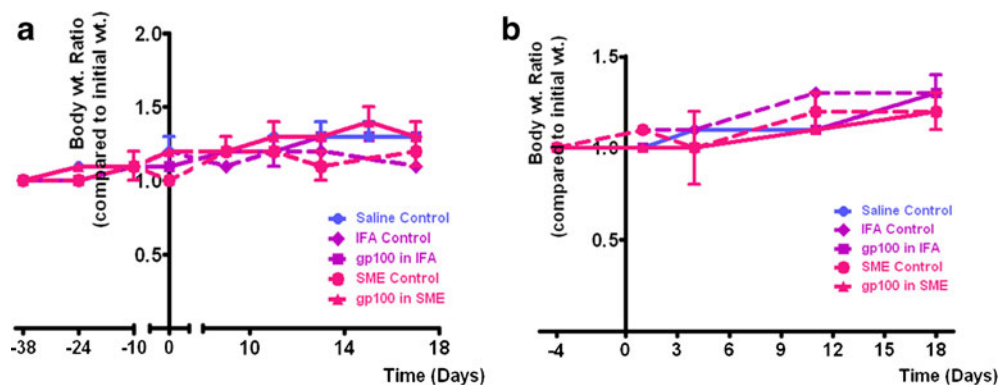 a
Body wt. Ratio
(compared to initial wt.)
2.0
1.5
1.0
0.5
Saline Control
IFA Control
gp100 in IFA
SME Control
gp100 in SME
-38 -24 -10 0 10 14 18
Time (Days)
b
Body wt. Ratio
(compared to initial wt.)
1.5
1.0
0.5
Saline Control
IFA Control
gp100 in IFA
SME Control
gp100 in SME
-4 0 3 6 9 12 15 18
Time (Days)